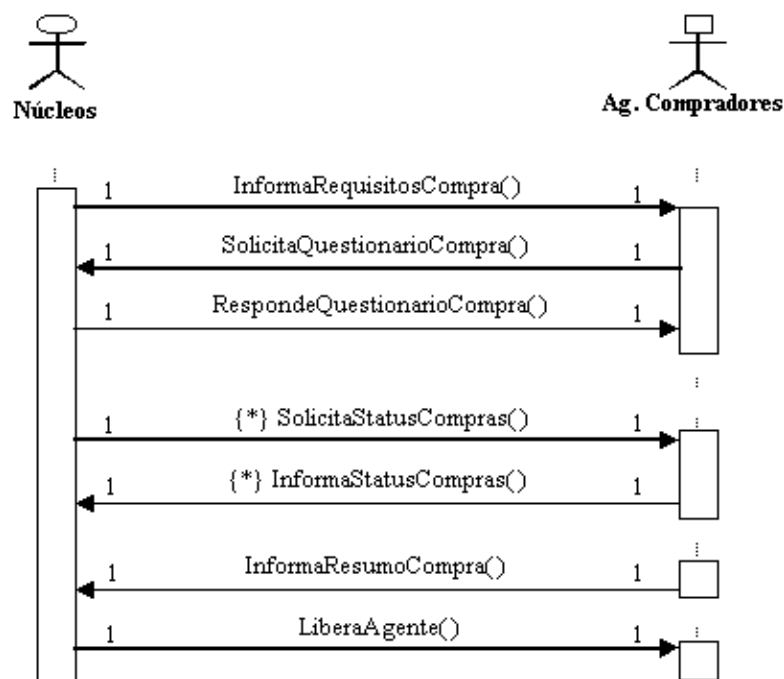 Núcleos
Ag. Compradores
1 InformaRequisitosCompra() 1
1 SolicitaQuestionarioCompra() 1
1 RespondeQuestionarioCompra() 1
1 {*} SolicitaStatusCompras() 1
1 {*} InformaStatusCompras() 1
1 InformaResumoCompra() 1
1 LiberaAgente() 1